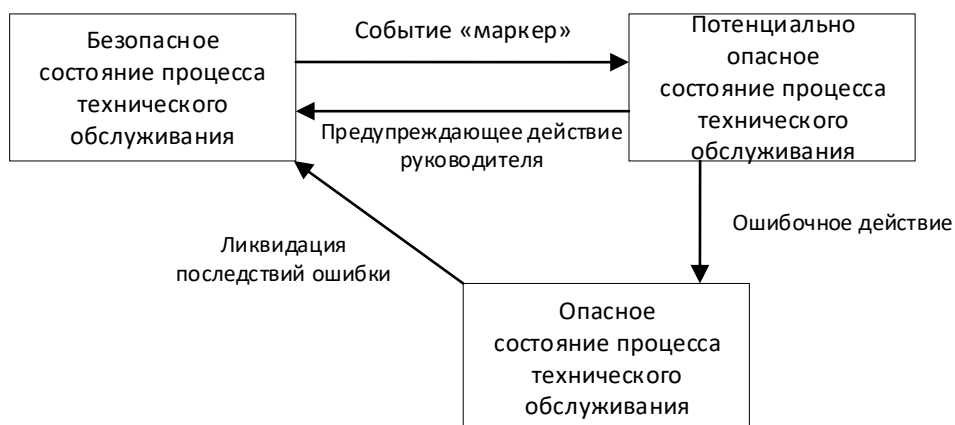 Безопасное
состояние процесса
технического
обслуживания
Событие «маркер»
Потенциально
опасное
состояние процесса
технического
обслуживания
Предупреждающее действие
руководителя
Ошибочное действие
Ликвидация
последствий ошибки
Опасное
состояние процесса
технического
обслуживания